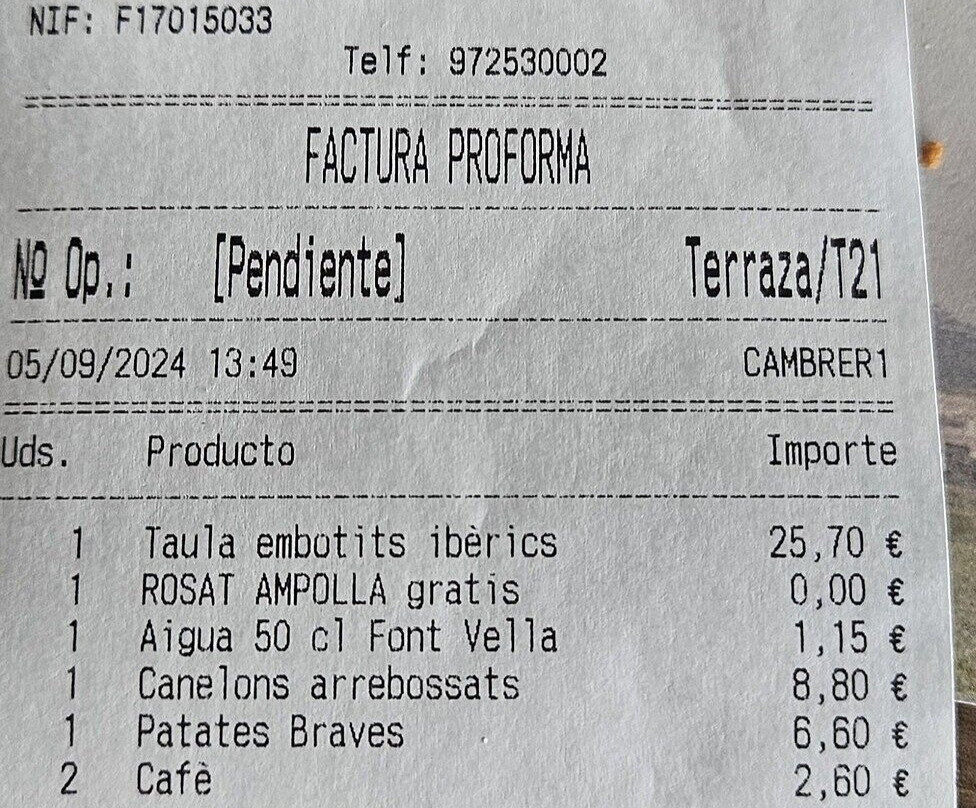 NIF: F17015033
Telf: 972530002
FACTURA PROFORMA
Nº Op.: [Pendiente] Terraza/T21
05/09/2024 13:49 CAMBRER1
Uds. Producto Importe
1 Taula embotits ibèrics 25,70 €
1 ROSAT AMPOLLA gratis 0,00 €
1 Aigua 50 cl Font Vella 1,15 €
1 Canelons arrebossats 8,80 €
1 Patates Braves 6,60 €
2 Cafè 2,60 €